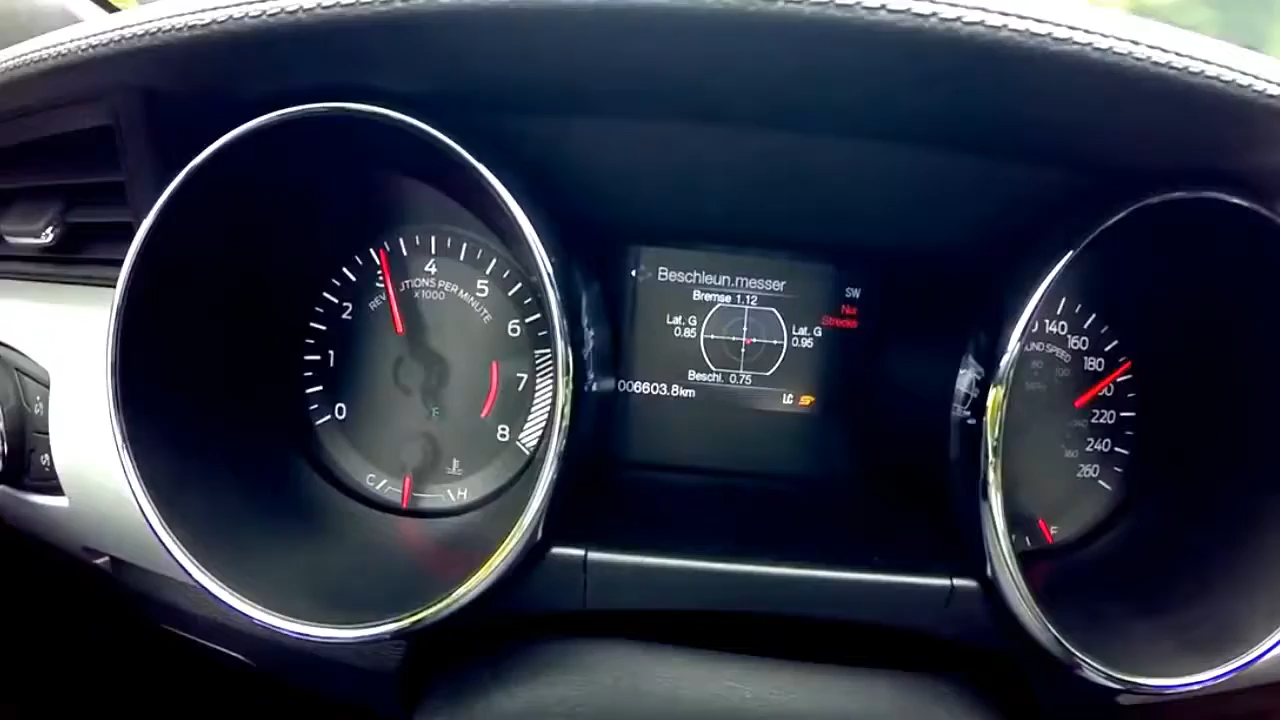 0
1
2
3
4
5
6
7
8
REVOLUTIONS PER MINUTE
x1000
C
H
Beschleun.messer
Bremse 1.12
Lat. G
0.85
Lat. G
0.95
Beschl. 0.75
006603.8km
LC
SW
Nur
Strecke
140
160
180
220
240
260
GROUND SPEED
F